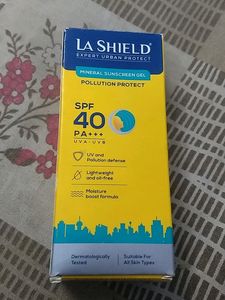 LA SHIELD®
EXPERT URBAN PROTECT
MINERAL SUNSCREEN GEL
POLLUTION PROTECT
SPF
40
PA+++
UVA-UVB
UV and
Pollution defense
Lightweight
and oil-free
Moisture
boost formula
Dermatologically
Tested
Suitable For
All Skin Types